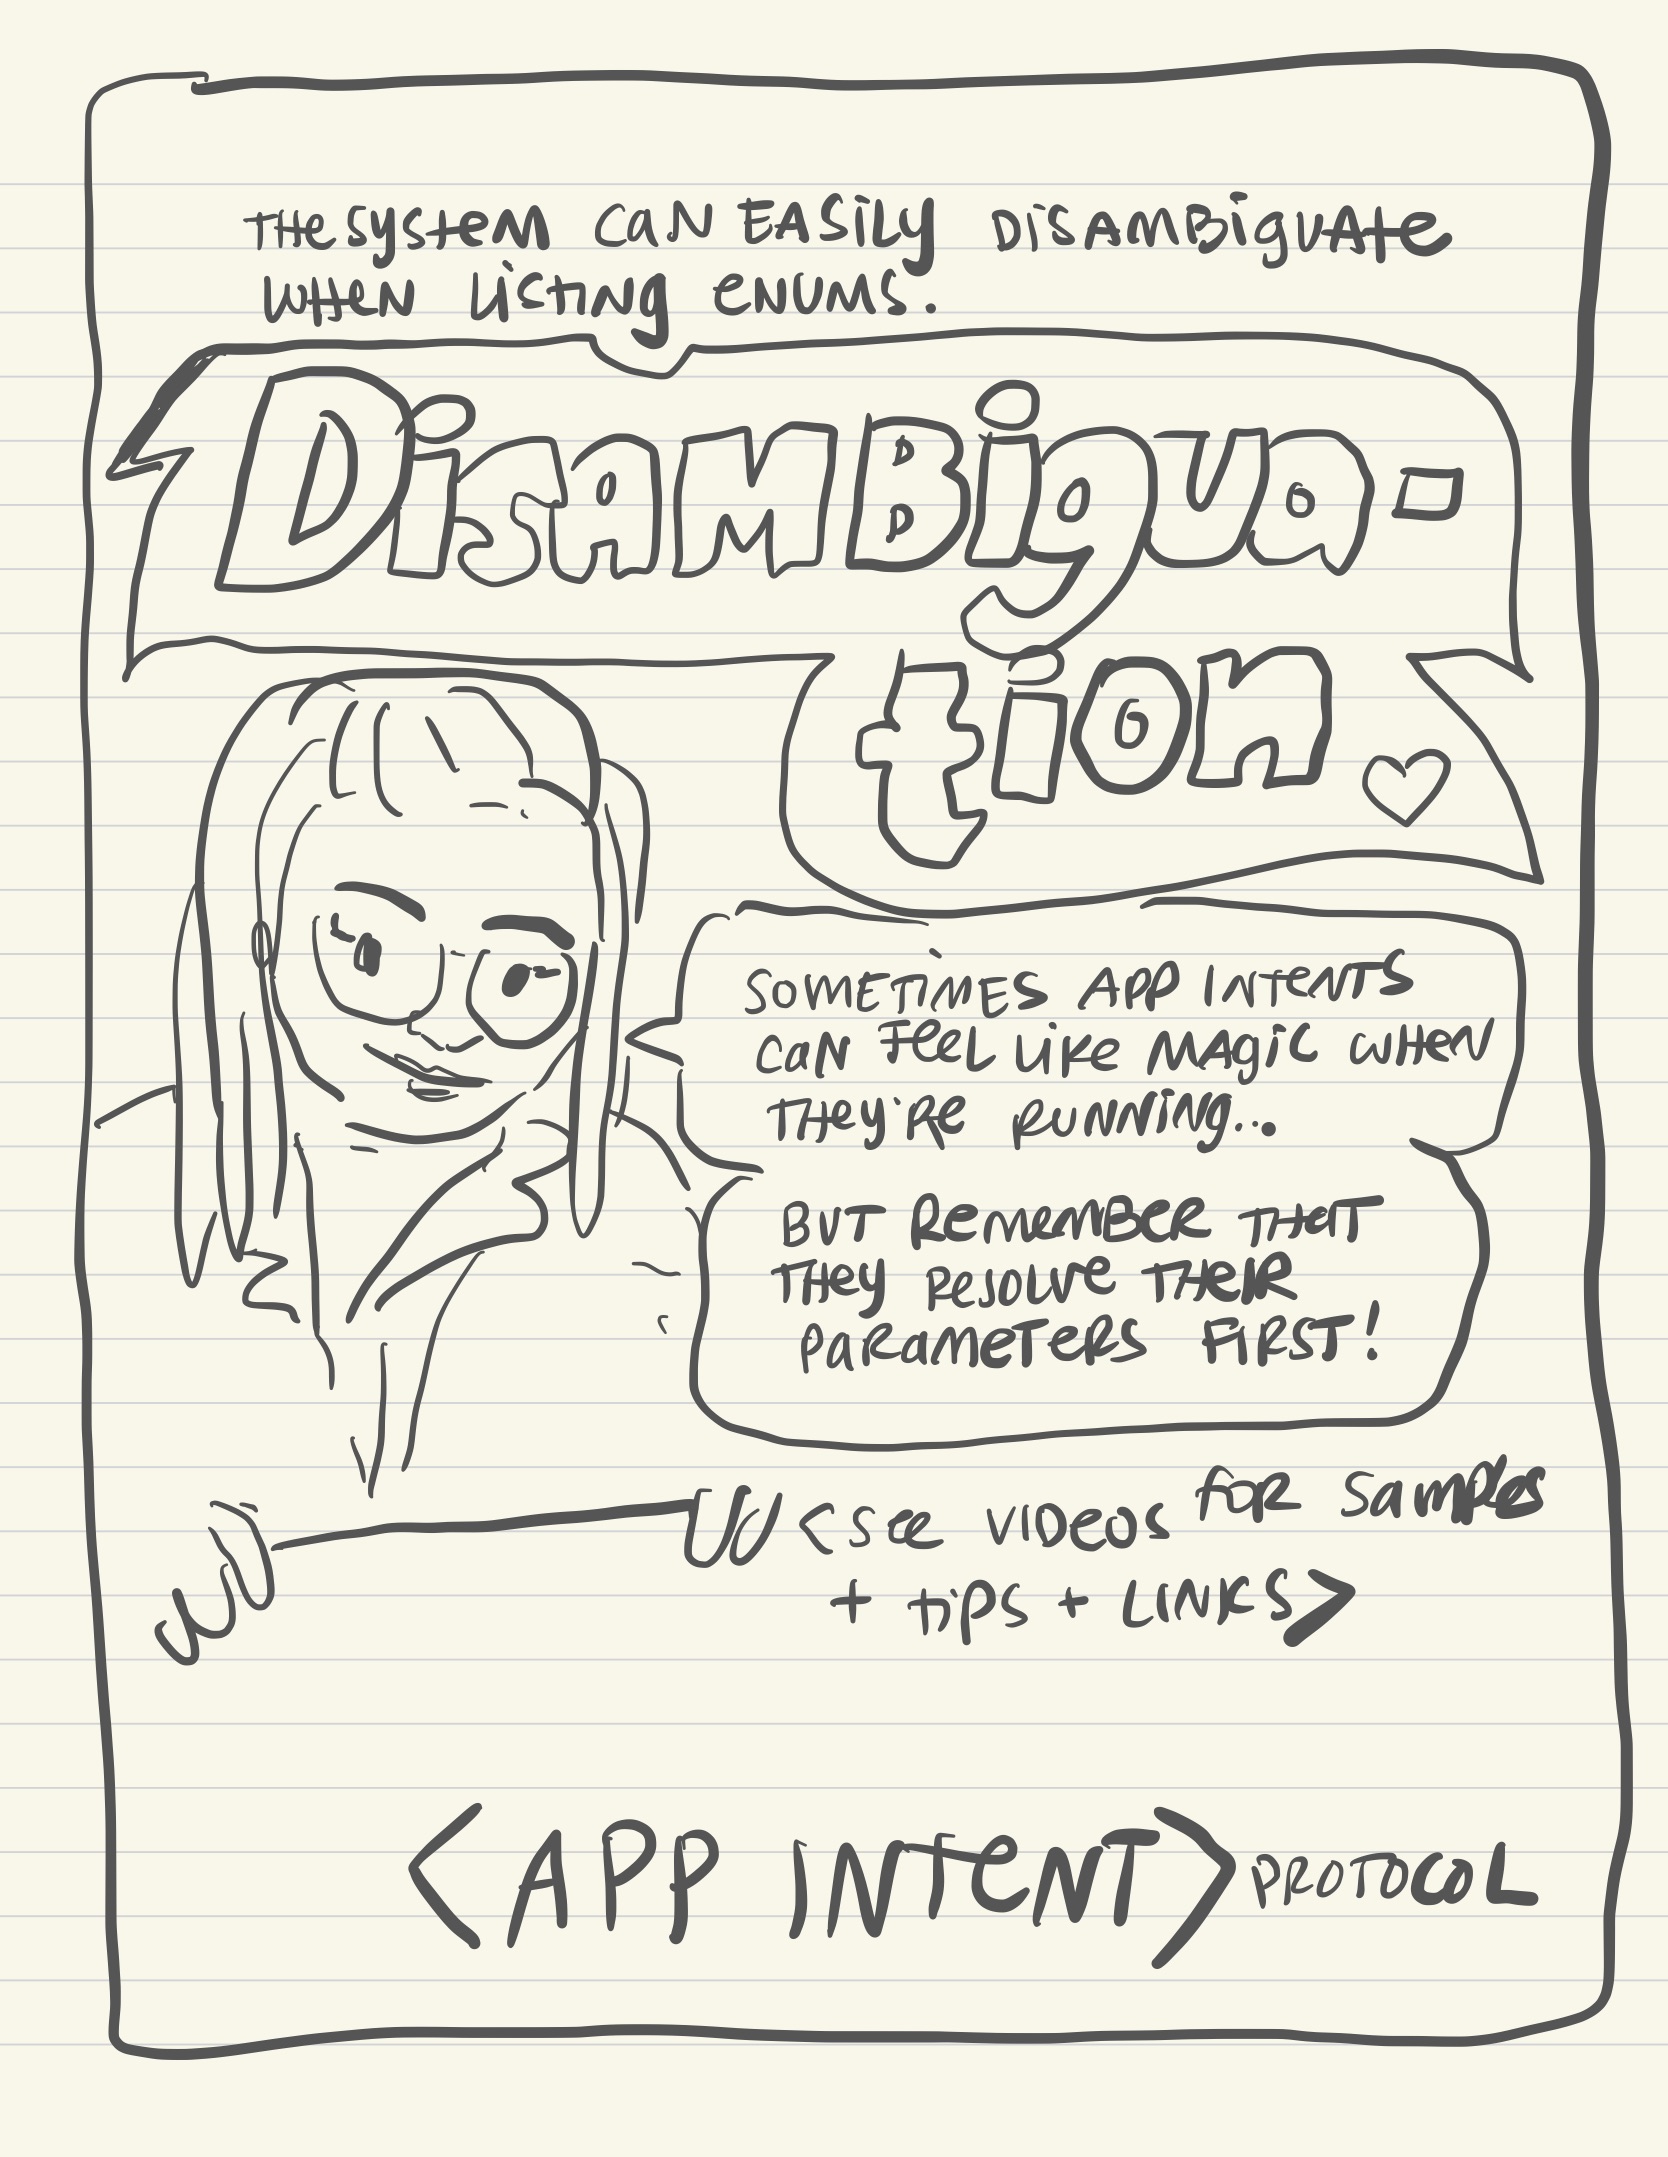 THE SYSTEM CAN EASILY DISAMBIGUATE
WHEN LISTING ENUMS.
DISAMBIGUA-
TION
SOMETIMES APP INTENTS
CAN FEEL LIKE MAGIC WHEN
THEY'RE RUNNING...
BUT REMEMBER THAT
THEY RESOLVE THEIR
PARAMETERS FIRST!
<SEE VIDEOS FOR SAMPLES
+ TIPS + LINKS>
<APP INTENT> PROTOCOL